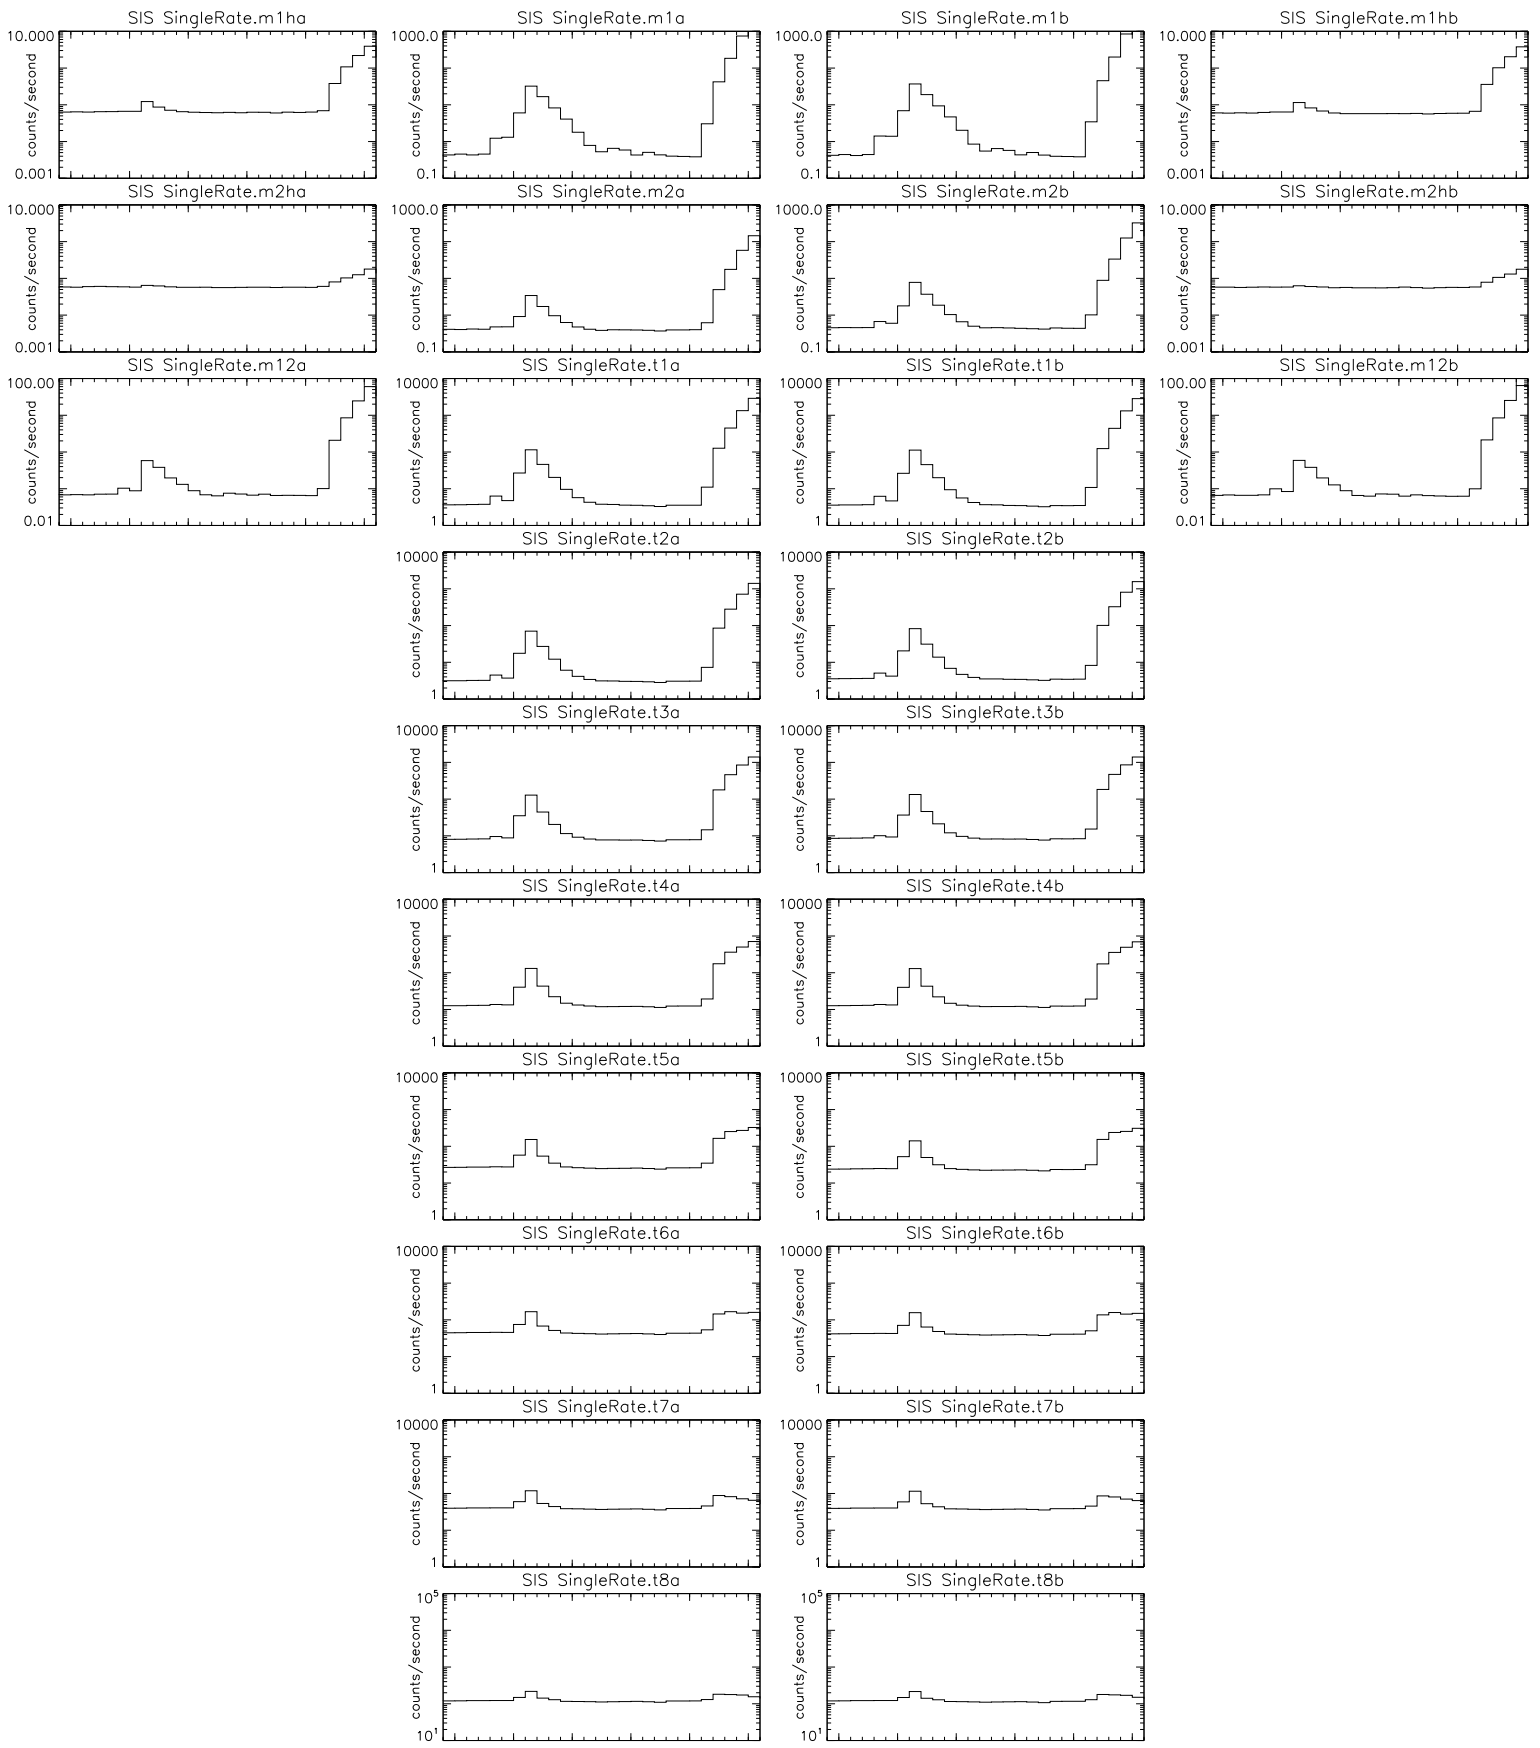 SIS SingleRate.m1ha
SIS SingleRate.m1a
SIS SingleRate.m1b
SIS SingleRate.m1hb
10.000
counts/second
0.001
1000.0
counts/second
0.1
1000.0
counts/second
0.1
10.000
counts/second
0.001
SIS SingleRate.m2ha
SIS SingleRate.m2a
SIS SingleRate.m2b
SIS SingleRate.m2hb
10.000
counts/second
0.001
1000.0
counts/second
0.1
1000.0
counts/second
0.1
10.000
counts/second
0.001
SIS SingleRate.m12a
SIS SingleRate.t1a
SIS SingleRate.t1b
SIS SingleRate.m12b
100.00
counts/second
0.01
10000
counts/second
1
10000
counts/second
1
100.00
counts/second
0.01
SIS SingleRate.t2a
SIS SingleRate.t2b
10000
counts/second
1
10000
counts/second
1
SIS SingleRate.t3a
SIS SingleRate.t3b
10000
counts/second
1
10000
counts/second
1
SIS SingleRate.t4a
SIS SingleRate.t4b
10000
counts/second
1
10000
counts/second
1
SIS SingleRate.t5a
SIS SingleRate.t5b
10000
counts/second
1
10000
counts/second
1
SIS SingleRate.t6a
SIS SingleRate.t6b
10000
counts/second
1
10000
counts/second
1
SIS SingleRate.t7a
SIS SingleRate.t7b
10000
counts/second
1
10000
counts/second
1
SIS SingleRate.t8a
SIS SingleRate.t8b
10⁵
counts/second
10¹
10⁵
counts/second
10¹